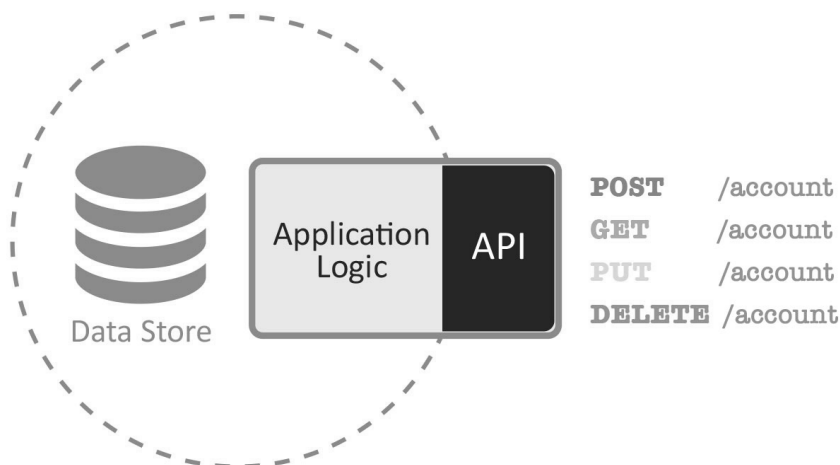 Data Store
Application
Logic
API
POST /account
GET /account
PUT /account
DELETE /account